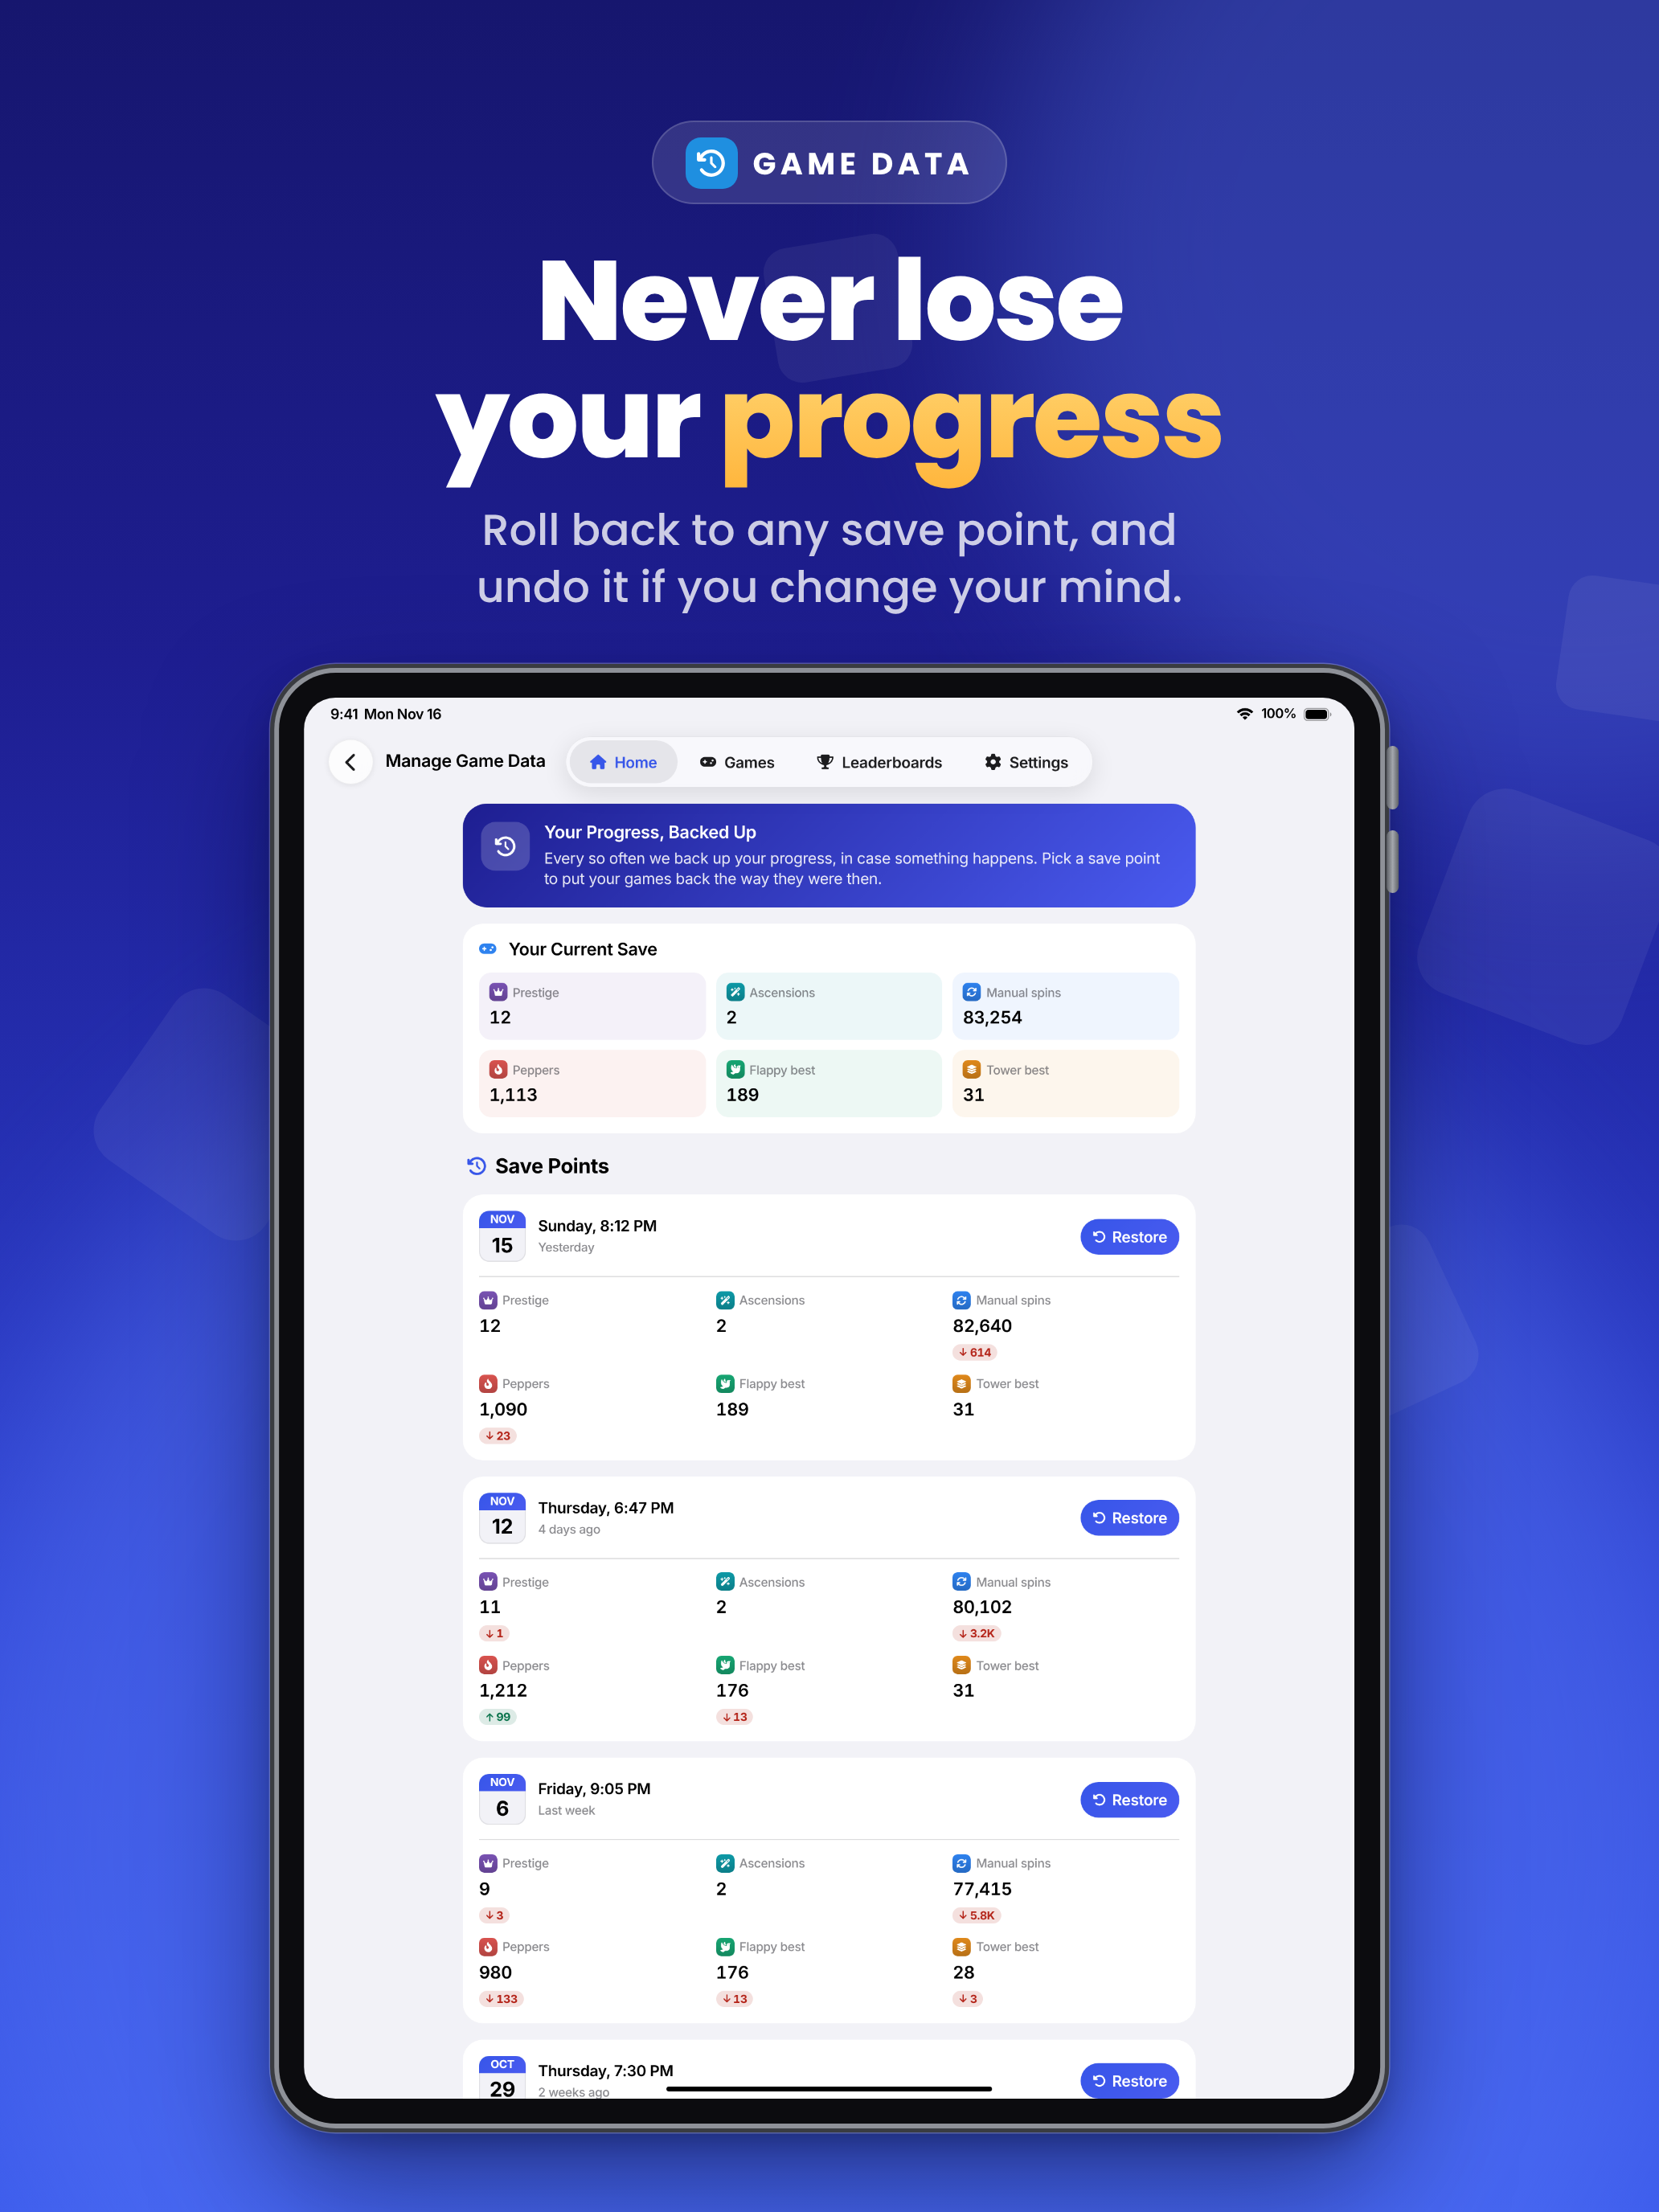 GAME DATA
Never lose
your progress
Roll back to any save point, and
undo it if you change your mind.
9:41 Mon Nov 16
100%
Manage Game Data
Home
Games
Leaderboards
Settings
Your Progress, Backed Up
Every so often we back up your progress, in case something happens. Pick a save point
to put your games back the way they were then.
Your Current Save
Prestige
12
Ascensions
2
Manual spins
83,254
Peppers
1,113
Flappy best
189
Tower best
31
Save Points
NOV
15
Sunday, 8:12 PM
Yesterday
Restore
Prestige
12
Ascensions
2
Manual spins
82,640
↓ 614
Peppers
1,090
↓ 23
Flappy best
189
Tower best
31
NOV
12
Thursday, 6:47 PM
4 days ago
Restore
Prestige
11
↓ 1
Ascensions
2
Manual spins
80,102
↓ 3.2K
Peppers
1,212
↑ 99
Flappy best
176
↓ 13
Tower best
31
NOV
6
Friday, 9:05 PM
Last week
Restore
Prestige
9
↓ 3
Ascensions
2
Manual spins
77,415
↓ 5.8K
Peppers
980
↓ 133
Flappy best
176
↓ 13
Tower best
28
↓ 3
OCT
29
Thursday, 7:30 PM
2 weeks ago
Restore